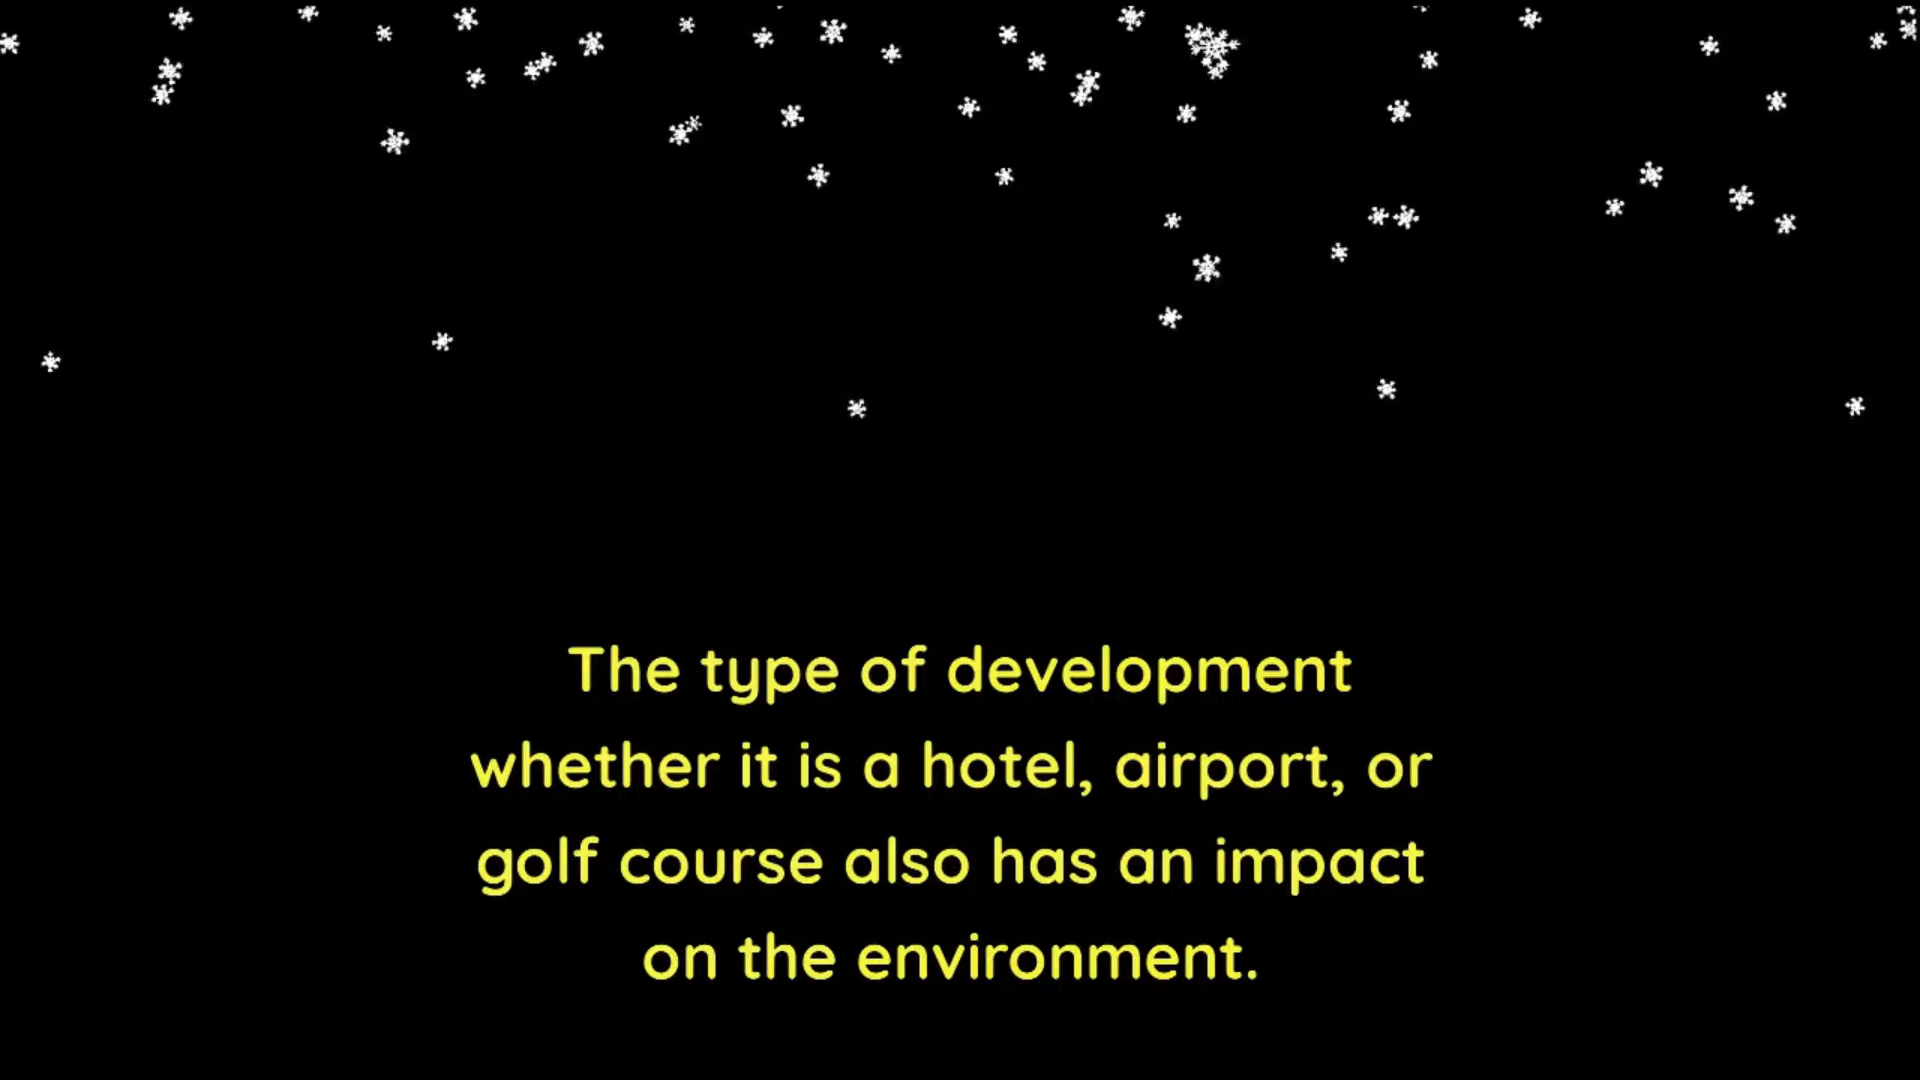 The type of development
whether it is a hotel, airport, or
golf course also has an impact
on the environment.